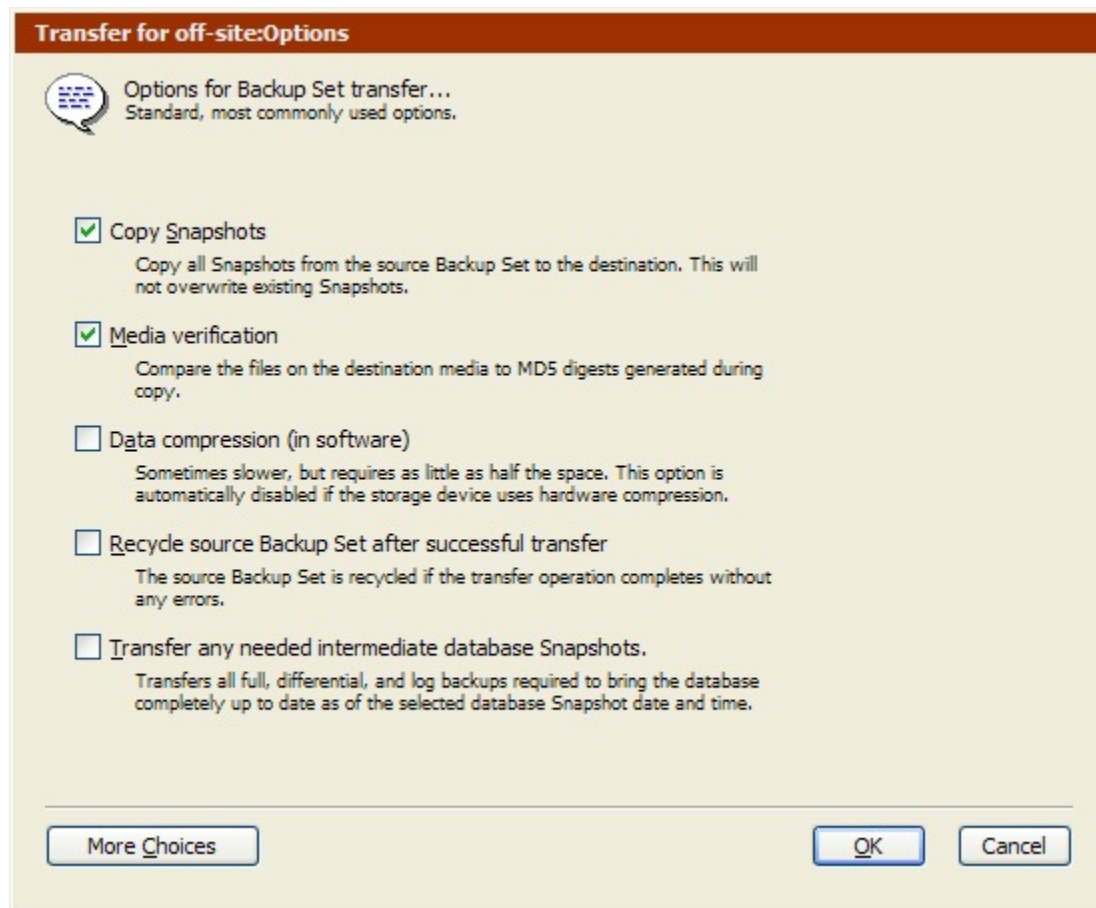 Transfer for off-site:Options
Options for Backup Set transfer...
Standard, most commonly used options.
Copy Snapshots
Copy all Snapshots from the source Backup Set to the destination. This will
not overwrite existing Snapshots.
Media verification
Compare the files on the destination media to MD5 digests generated during
copy.
Data compression (in software)
Sometimes slower, but requires as little as half the space. This option is
automatically disabled if the storage device uses hardware compression.
Recycle source Backup Set after successful transfer
The source Backup Set is recycled if the transfer operation completes without
any errors.
Transfer any needed intermediate database Snapshots.
Transfers all full, differential, and log backups required to bring the database
completely up to date as of the selected database Snapshot date and time.
More Choices
OK
Cancel